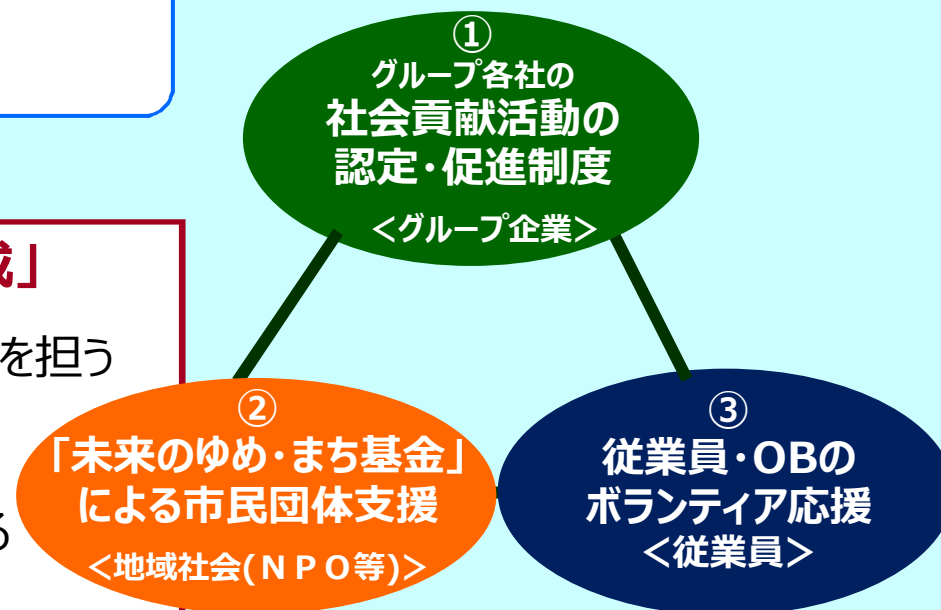 ①
グループ各社の
社会貢献活動の
認定・促進制度
＜グループ企業＞
成」
を担う
る
②
「未来のゆめ・まち基金」
による市民団体支援
＜地域社会(ＮＰＯ等)＞
③
従業員・OBの
ボランティア応援
＜従業員＞